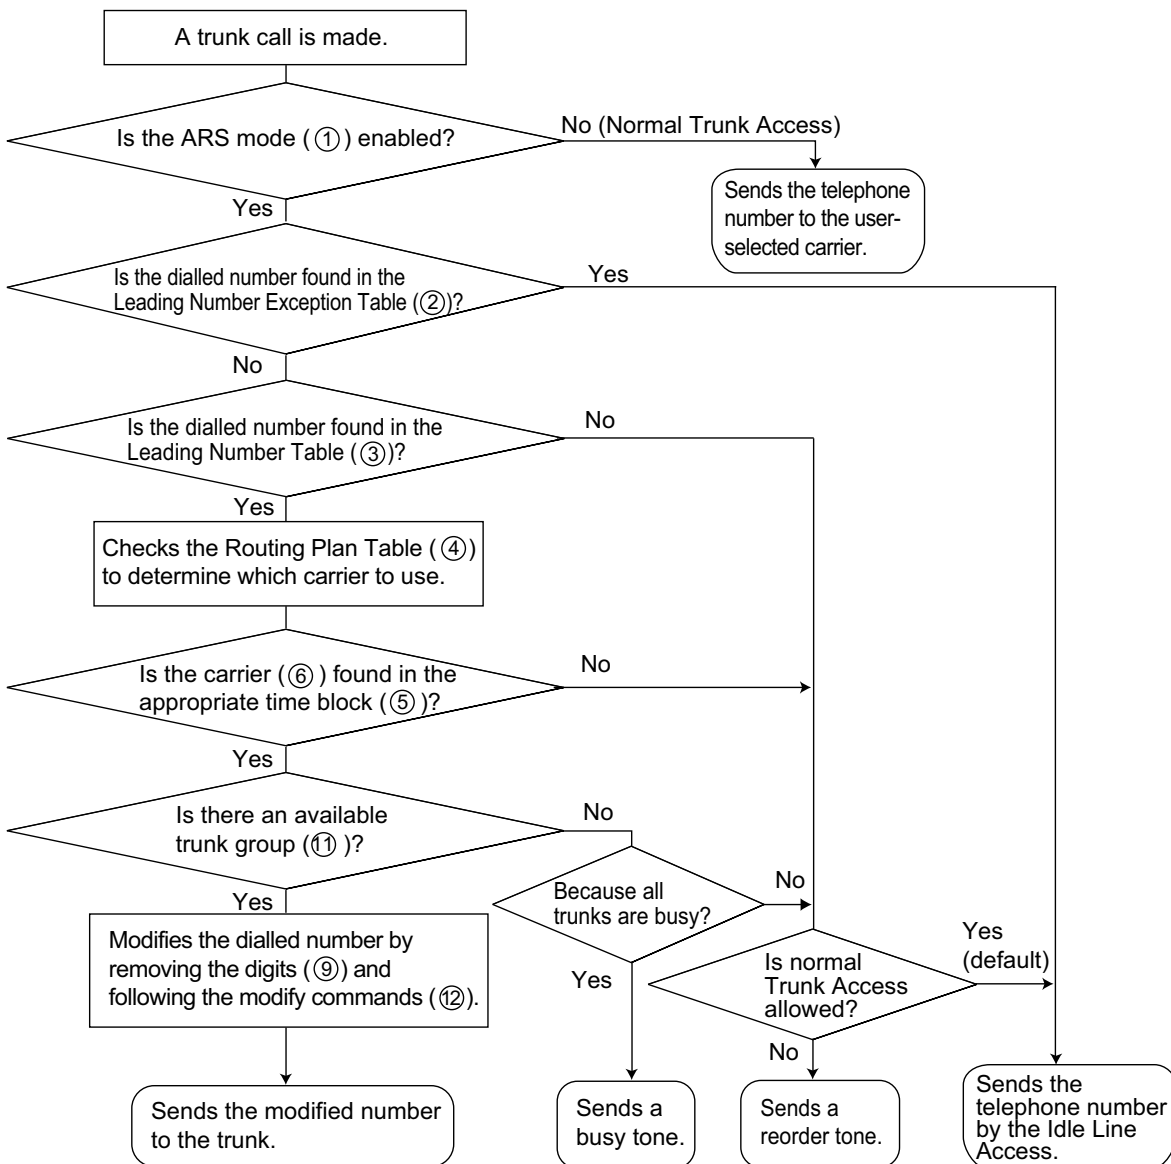 A trunk call is made.
Is the ARS mode (①) enabled?
No (Normal Trunk Access)
Sends the telephone
number to the user-
selected carrier.
Yes
Is the dialled number found in the
Leading Number Exception Table (②)?
Yes
No
Is the dialled number found in the
Leading Number Table (③)?
No
Yes
Checks the Routing Plan Table (④)
to determine which carrier to use.
Is the carrier (⑥) found in the
appropriate time block (⑤)?
No
Yes
Is there an available
trunk group (⑪)?
No
Yes
Because all
trunks are busy?
No
Modifies the dialled number by
removing the digits (⑨) and
following the modify commands (⑫).
Yes
Is normal
Trunk Access
allowed?
Yes
(default)
No
Sends the modified number
to the trunk.
Sends a
busy tone.
Sends a
reorder tone.
Sends the
telephone number
by the Idle Line
Access.